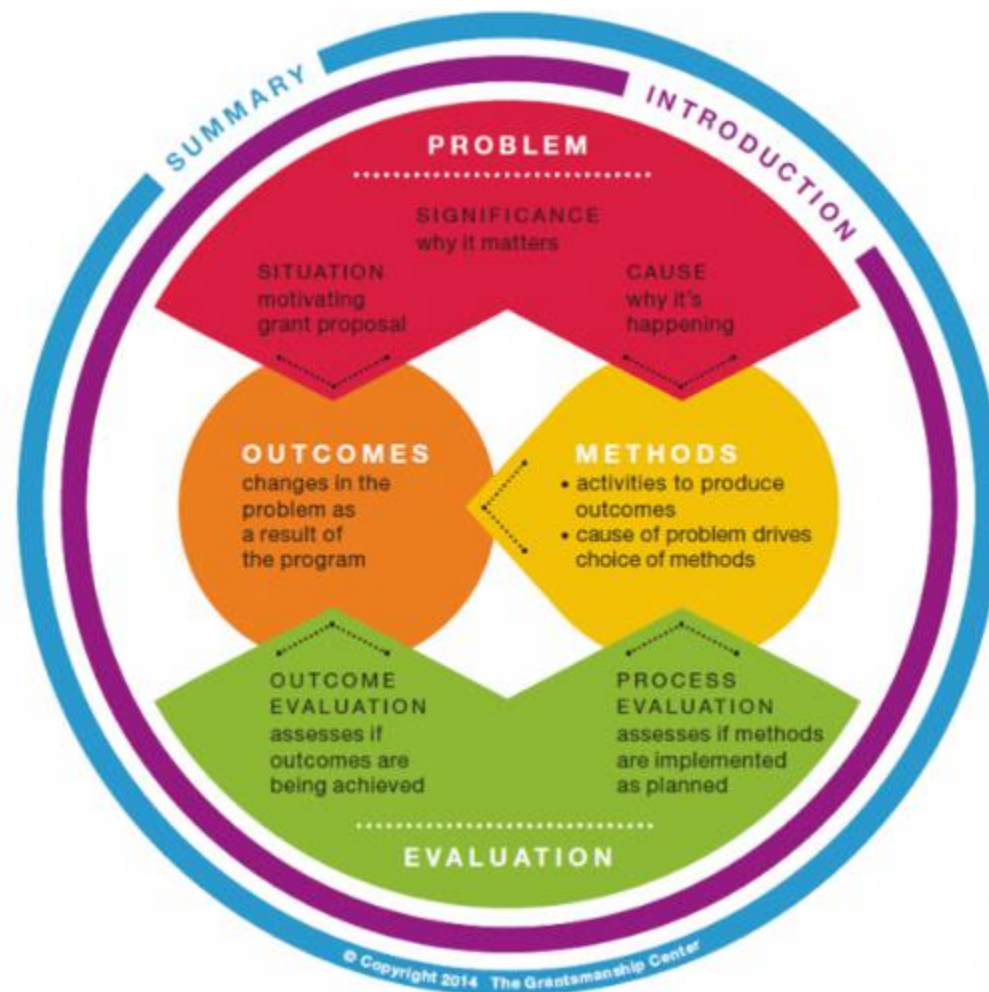 SUMMARY
INTRODUCTION
PROBLEM
SIGNIFICANCE
why it matters
SITUATION
motivating
grant proposal
CAUSE
why it's
happening
OUTCOMES
changes in the
problem as
a result of
the program
METHODS
• activities to produce
outcomes
• cause of problem drives
choice of methods
OUTCOME
EVALUATION
assesses if
outcomes are
being achieved
PROCESS
EVALUATION
assesses if methods
are implemented
as planned
EVALUATION
© Copyright 2014 The Grantsmanship Center